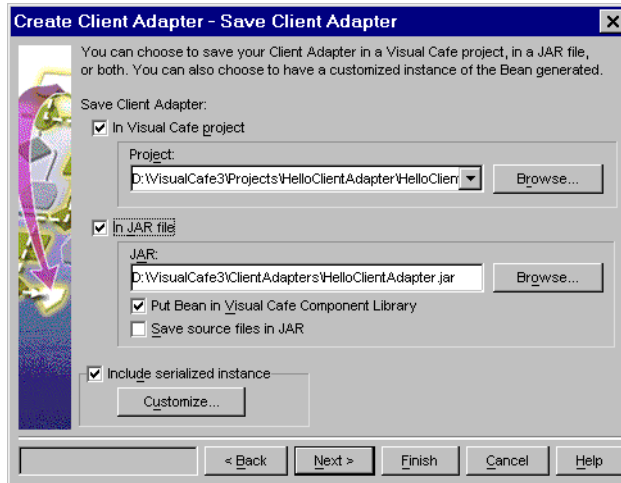 Create Client Adapter - Save Client Adapter
You can choose to save your Client Adapter in a Visual Cafe project, in a JAR file,
or both. You can also choose to have a customized instance of the Bean generated.
Save Client Adapter:
In Visual Cafe project
Project:
D:\VisualCafe3\Projects\HelloClientAdapter\HelloClien
Browse...
In JAR file
JAR:
D:\VisualCafe3\ClientAdapters\HelloClientAdapter.jar
Browse...
Put Bean in Visual Cafe Component Library
Save source files in JAR
Include serialized instance
Customize...
< Back Next > Finish Cancel Help